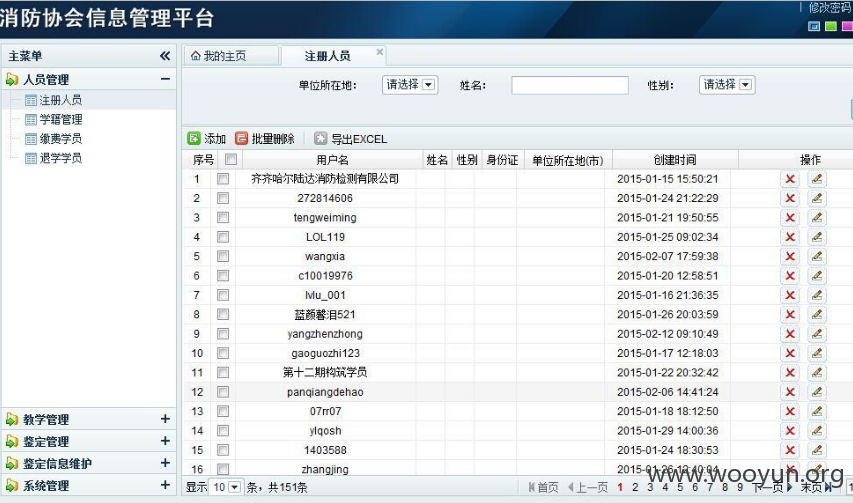 消防协会信息管理平台
修改密码
主菜单
我的主页 注册人员
人员管理
注册人员
学籍管理
缴费学员
退学学员
教学管理
鉴定管理
鉴定信息维护
系统管理
单位所在地: 请选择 姓名: 性别: 请选择
添加 批量删除 导出EXCEL
序号 用户名 姓名 性别 身份证 单位所在地(市) 创建时间 操作
1 齐齐哈尔陆达消防检测有限公司 2015-01-15 15:50:21
2 272814606 2015-01-24 21:22:29
3 tengweiming 2015-01-21 19:50:55
4 LOL119 2015-01-25 09:02:34
5 wangxia 2015-02-07 17:59:38
6 c10019976 2015-01-20 12:58:51
7 lvlu_001 2015-01-16 21:36:35
8 蓝颜馨泪521 2015-01-26 20:03:59
9 yangzhenzhong 2015-02-12 09:10:49
10 gaoguozhi123 2015-01-17 12:18:03
11 第十二期构筑学员 2015-01-22 20:32:42
12 panqiangdehao 2015-02-06 14:41:24
13 07rr07 2015-01-18 18:12:50
14 ylqosh 2015-01-29 14:00:36
15 1403588 2015-01-24 18:30:53
16 zhangjing 2015-01-26 13:40:04
显示 10 条，共151条 首页 上一页 1 2 3 4 5 6 7 8 9 下一页 末页 1
www.wooyun.org